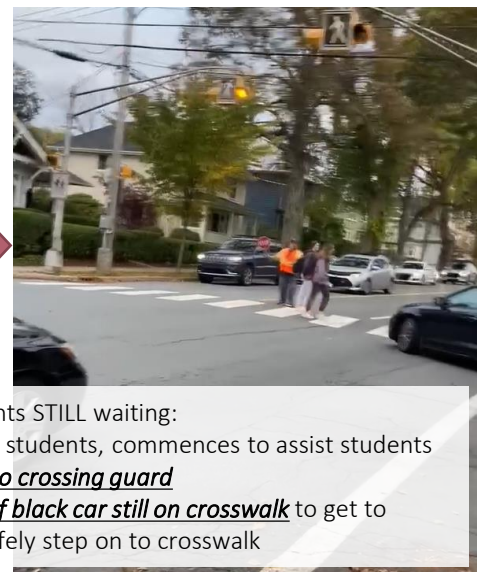 nts STILL waiting:
students, commences to assist students
o crossing guard
f black car still on crosswalk to get to
fely step on to crosswalk